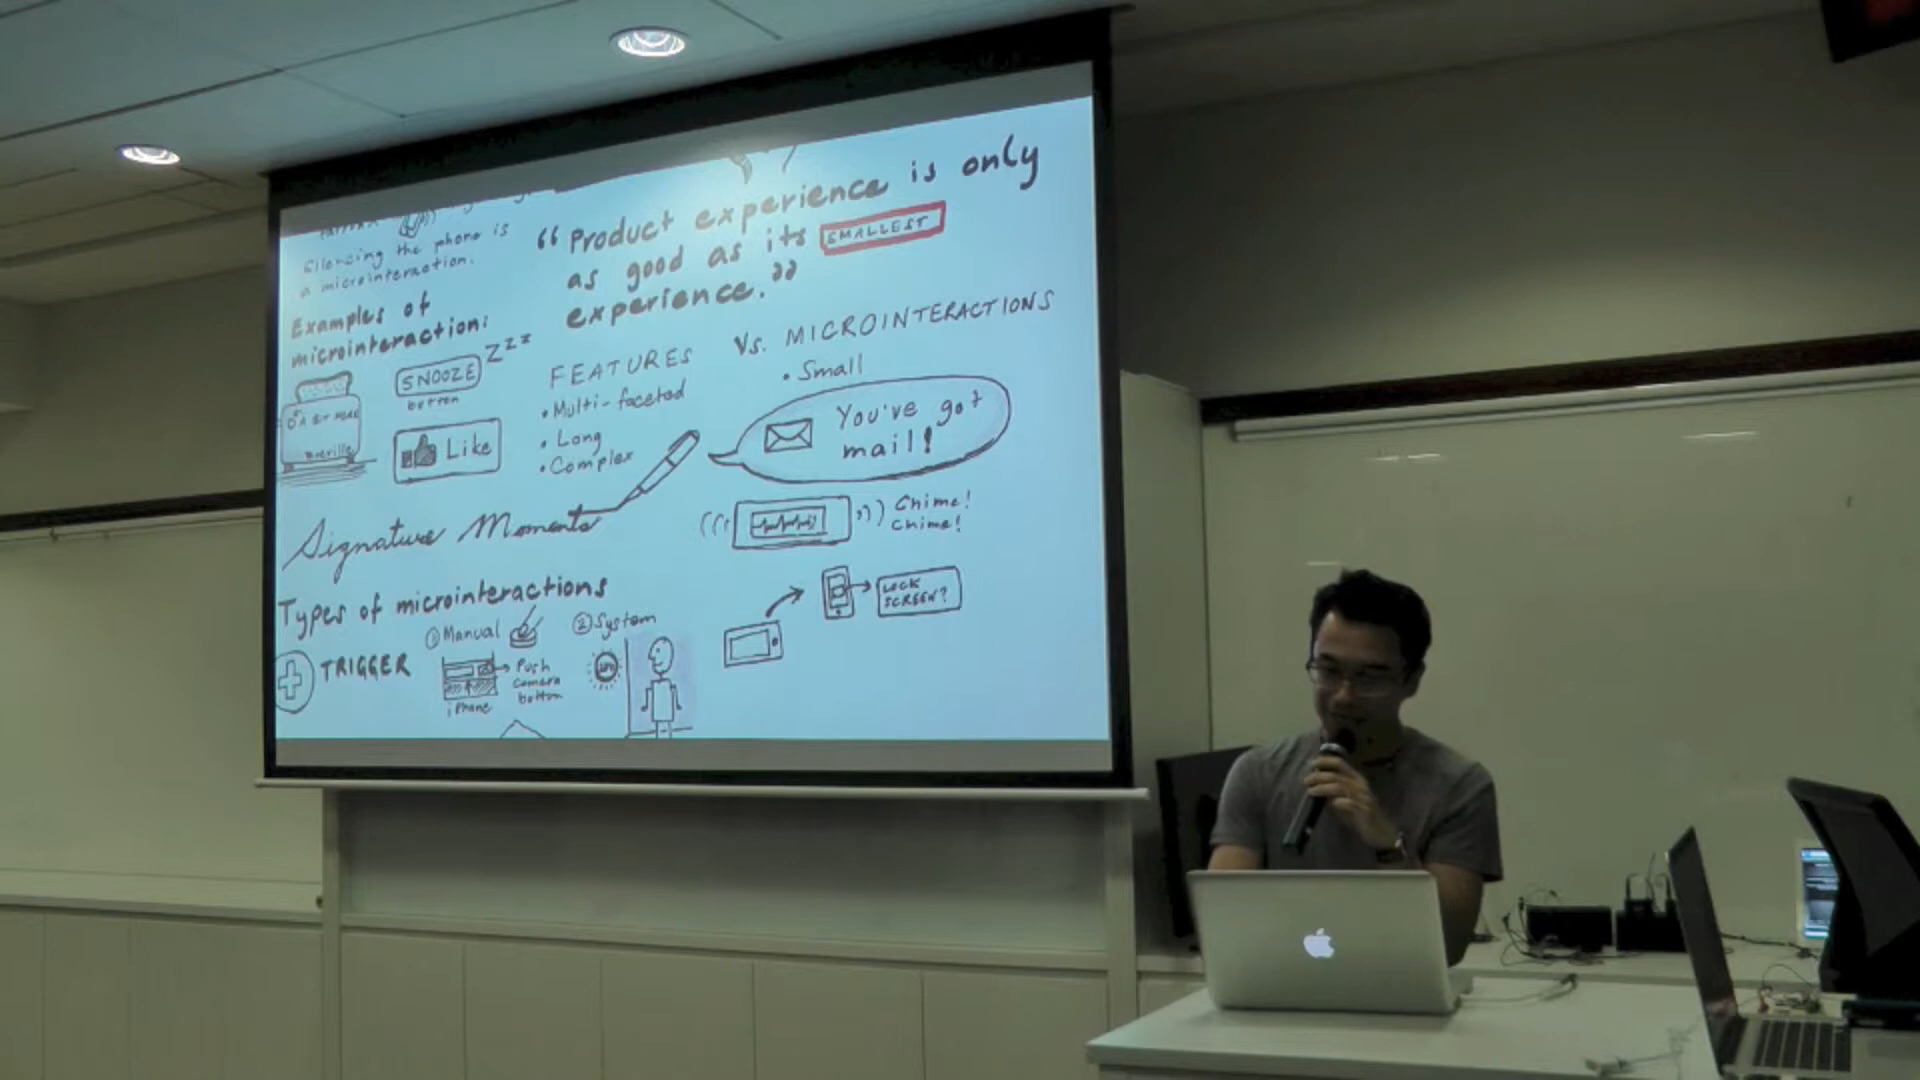 Silencing the phone is
a microinteraction.
Examples of
microinteraction:
SNOOZE
ZZZ
button
Like
Breville
"Product experience is only
as good as its SMALLEST
experience."
FEATURES
• Multi-faceted
• Long
• Complex
Vs. MICROINTERACTIONS
• Small
You've got
mail!
Chime!
Chime!
Signature Moments
LOCK
SCREEN?
Types of microinteractions
① Manual
② System
TRIGGER
Push
camera
button
iPhone